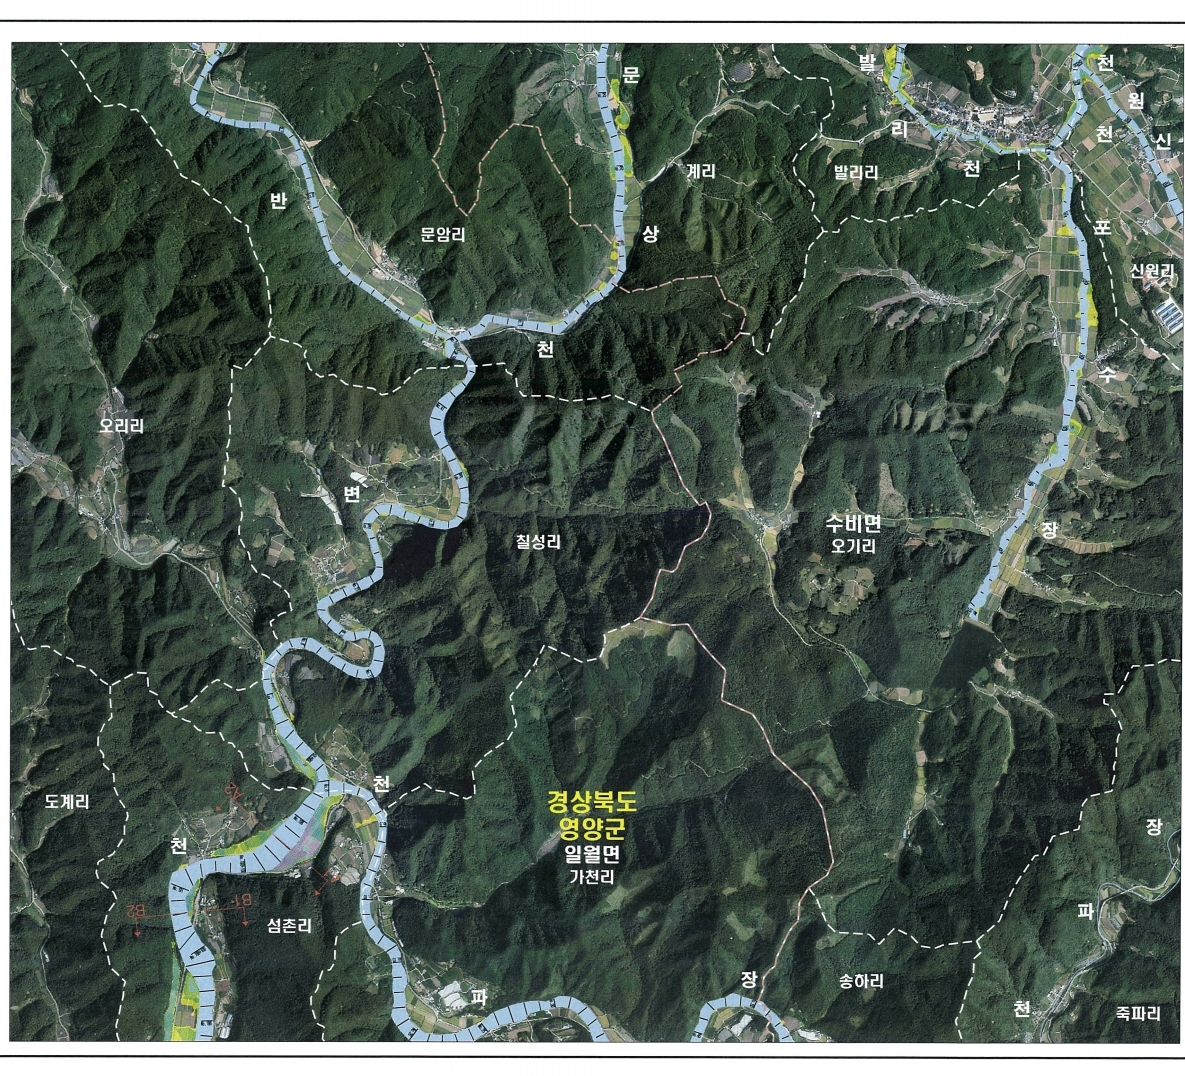 문
발
천
원
리
천
신
계리
발리리
천
반
문암리
상
포
신원리
천
수
오리리
변
수비면
오기리
칠성리
장
천
도계리
경상북도
영양군
일월면
가천리
천
장
B1
B2
섬촌리
파
파
장
송하리
천
죽파리